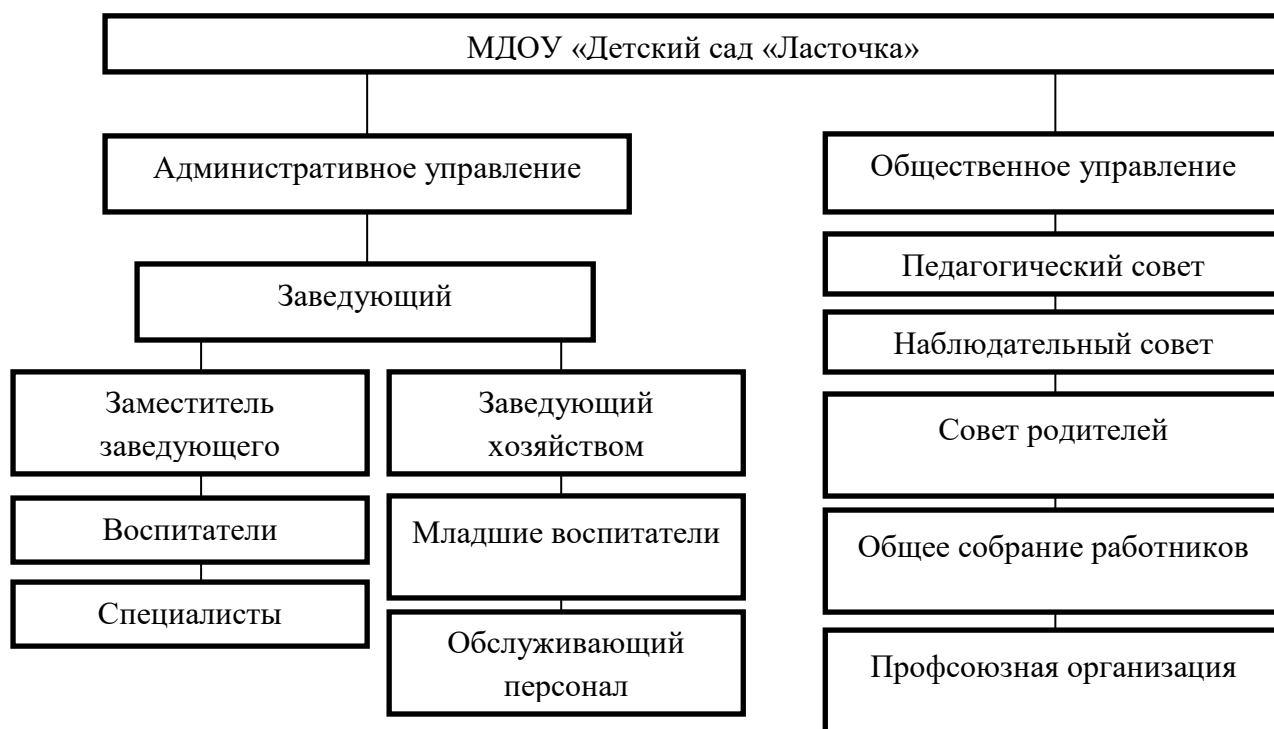 МДОУ «Детский сад «Ласточка»
Административное управление
Общественное управление
Заведующий
Педагогический совет
Наблюдательный совет
Заместитель
заведующего
Заведующий
хозяйством
Совет родителей
Воспитатели
Младшие воспитатели
Общее собрание работников
Специалисты
Обслуживающий
персонал
Профсоюзная организация